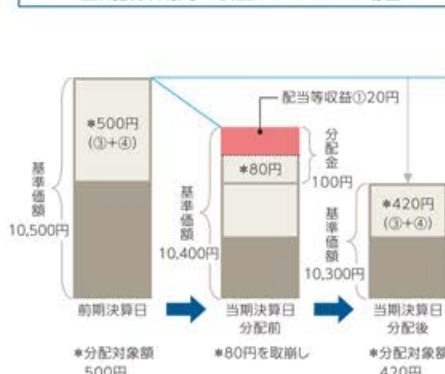 配当等収益①20円
*500円
(③+④)
基準価額
10,500円
分配金
100円
*80円
基準価額
10,400円
*420円
(③+④)
基準価額
10,300円
前期決算日
当期決算日
分配前
当期決算日
分配後
*分配対象額
500円
*80円を取崩し
*分配対象額
420円